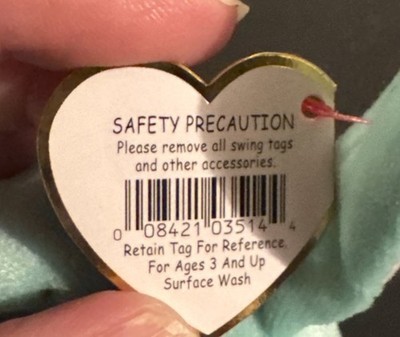 SAFETY PRECAUTION
Please remove all swing tags
and other accessories.
0 08421 03514 4
Retain Tag For Reference.
For Ages 3 And Up
Surface Wash